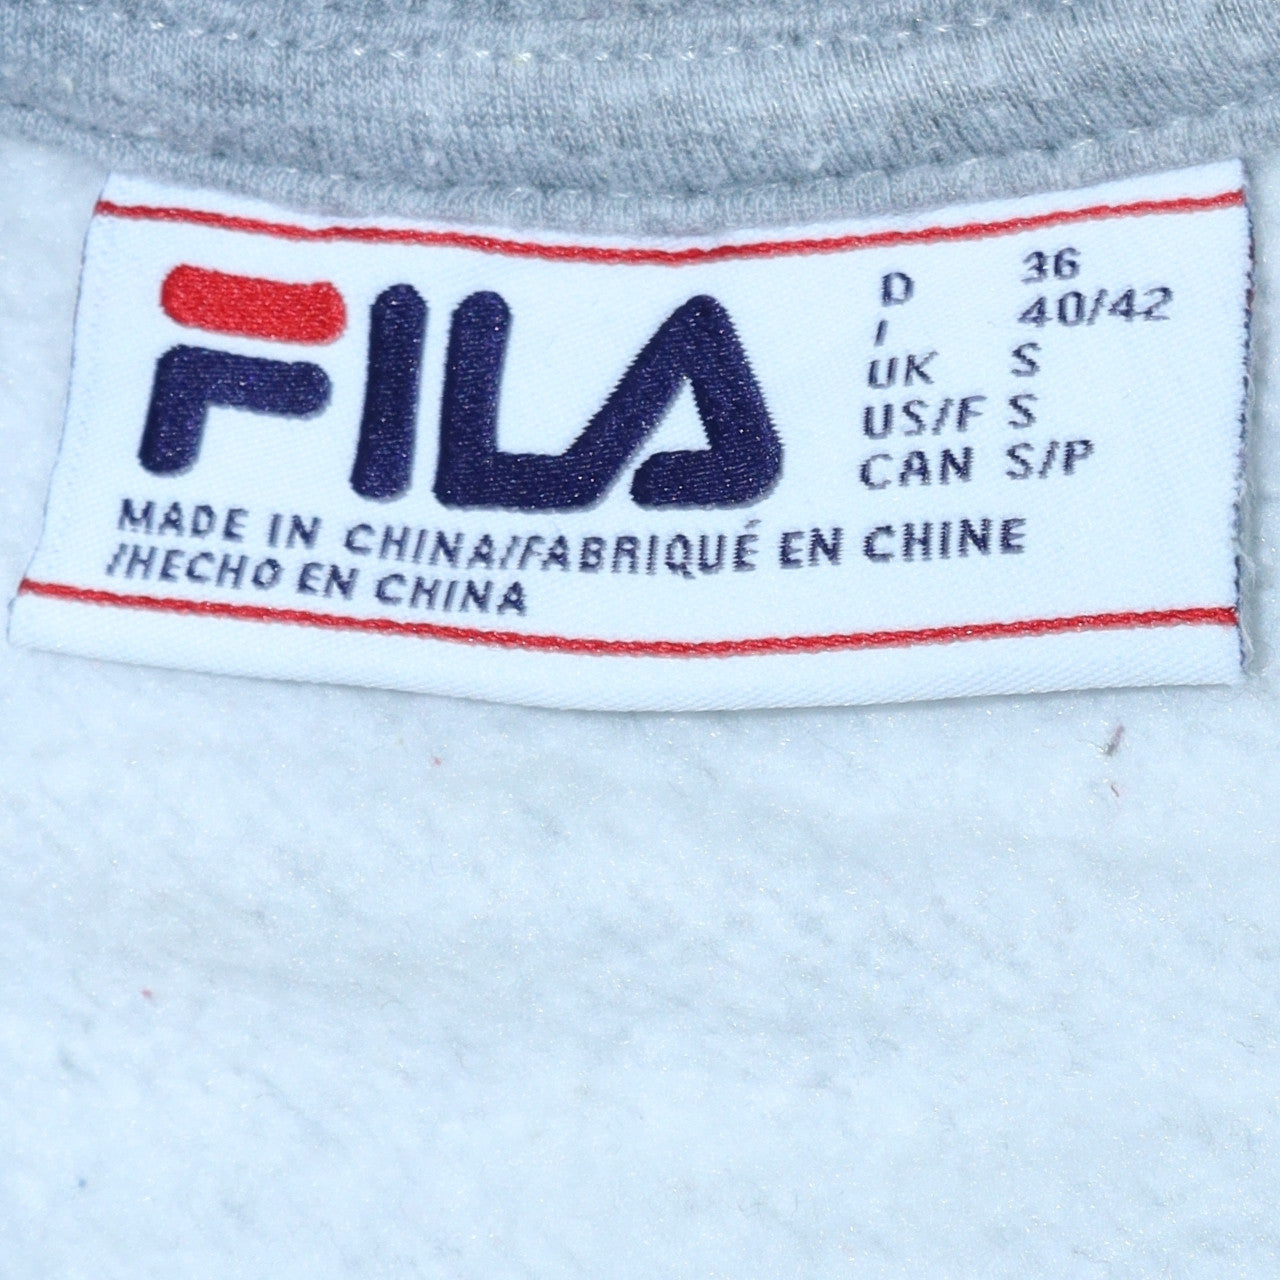 FILA
D 36
I 40/42
UK S
US/F S
CAN S/P
MADE IN CHINA/FABRIQUÉ EN CHINE
/HECHO EN CHINA